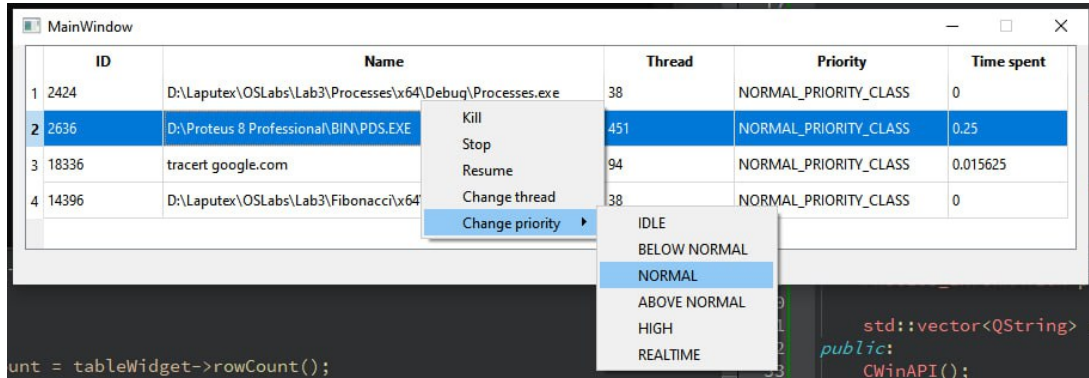 MainWindow
ID Name Thread Priority Time spent
1 2424 D:\Laputex\OSLabs\Lab3\Processes\x64\Debug\Processes.exe 38 NORMAL_PRIORITY_CLASS 0
2 2636 D:\Proteus 8 Professional\BIN\PDS.EXE 451 NORMAL_PRIORITY_CLASS 0.25
3 18336 tracert google.com 94 NORMAL_PRIORITY_CLASS 0.015625
4 14396 D:\Laputex\OSLabs\Lab3\Fibonacci\x64 38 NORMAL_PRIORITY_CLASS 0
Kill
Stop
Resume
Change thread
Change priority
IDLE
BELOW NORMAL
NORMAL
ABOVE NORMAL
HIGH
REALTIME
std::vector<QString>
public:
33 CWinAPI();
unt = tableWidget->rowCount();